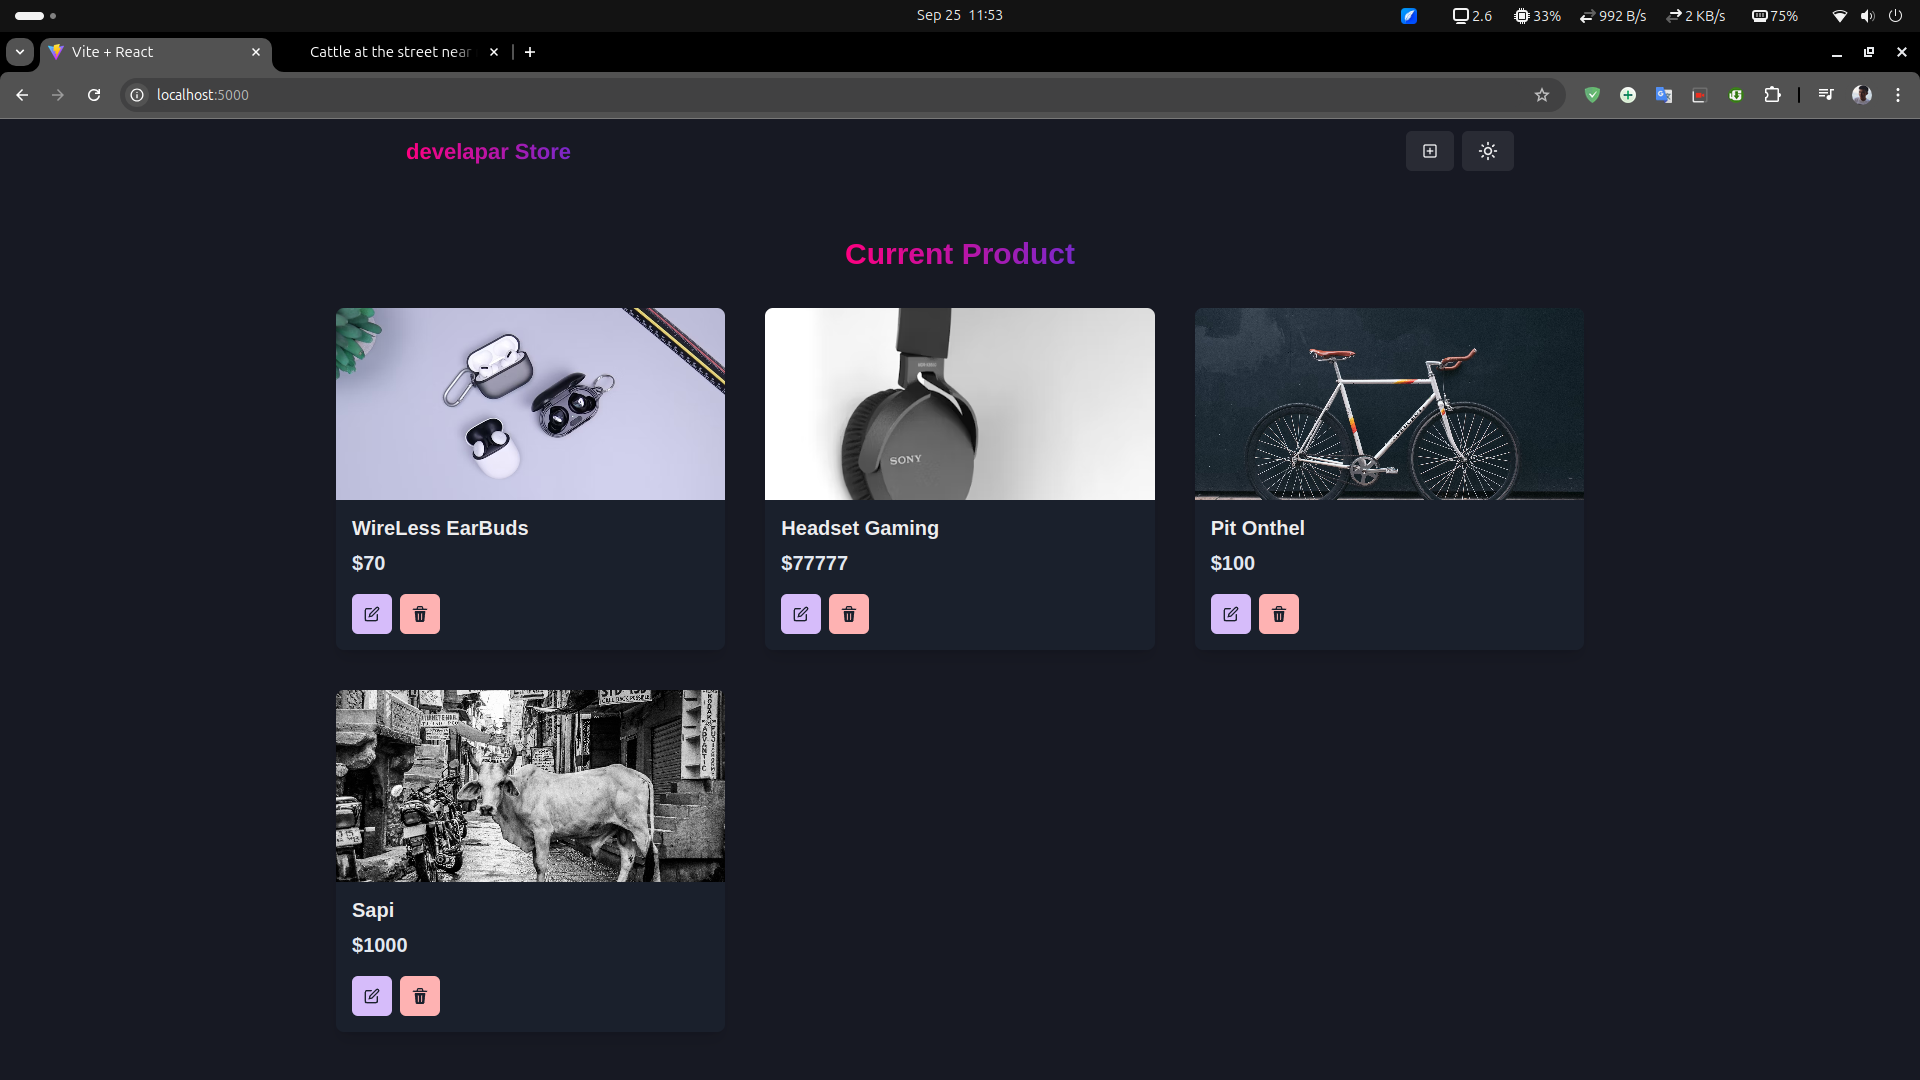 Sep 25 11:53
2.6 33% 992 B/s 2 KB/s 75%
Vite + React
Cattle at the street near
localhost:5000
develapar Store
Current Product
SONY
WireLess EarBuds
$70
Headset Gaming
$77777
Pit Onthel
$100
Sapi
$1000